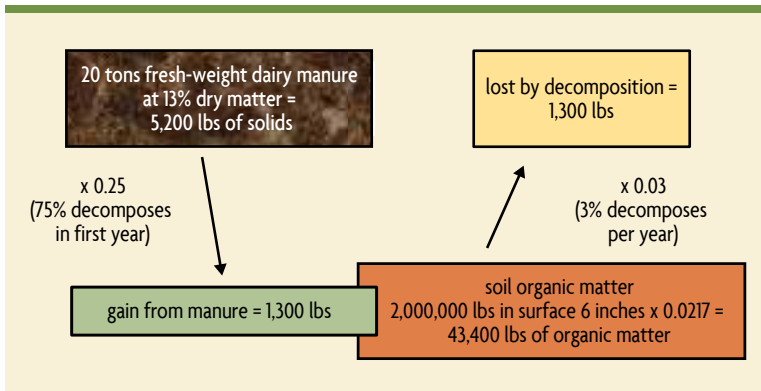 20 tons fresh-weight dairy manure
at 13% dry matter =
5,200 lbs of solids
lost by decomposition =
1,300 lbs
x 0.25
(75% decomposes
in first year)
x 0.03
(3% decomposes
per year)
gain from manure = 1,300 lbs
soil organic matter
2,000,000 lbs in surface 6 inches x 0.0217 =
43,400 lbs of organic matter